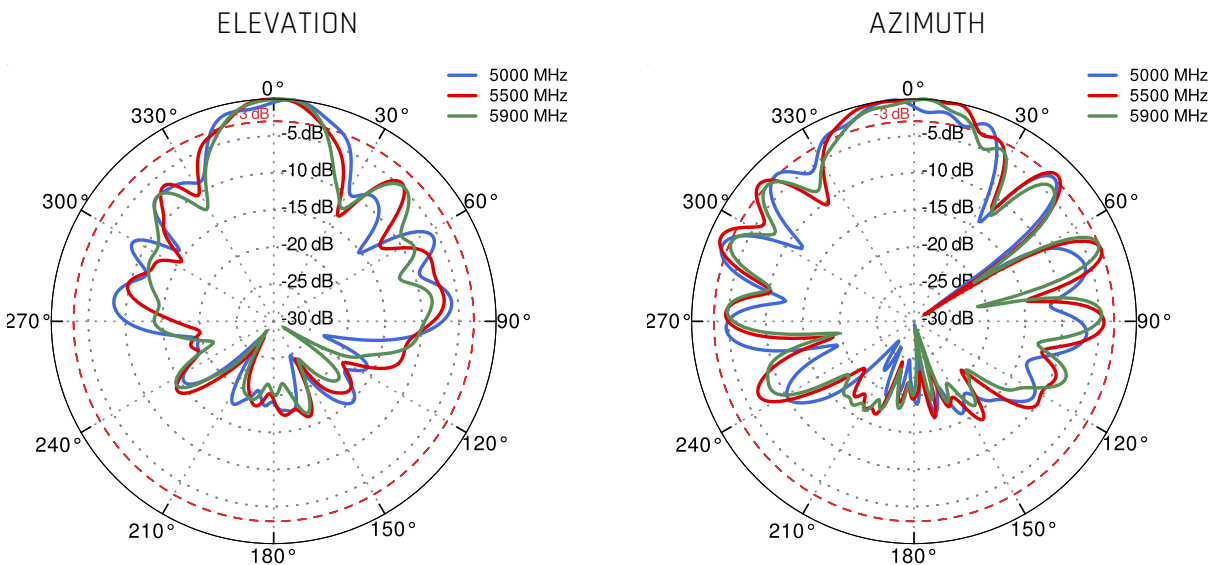 ELEVATION
5000 MHz
5500 MHz
5900 MHz
0°
30°
60°
90°
120°
150°
180°
210°
240°
270°
300°
330°
-3 dB
-5 dB
-10 dB
-15 dB
-20 dB
-25 dB
-30 dB
AZIMUTH
5000 MHz
5500 MHz
5900 MHz
0°
30°
60°
90°
120°
150°
180°
210°
240°
270°
300°
330°
-3 dB
-5 dB
-10 dB
-15 dB
-20 dB
-25 dB
-30 dB